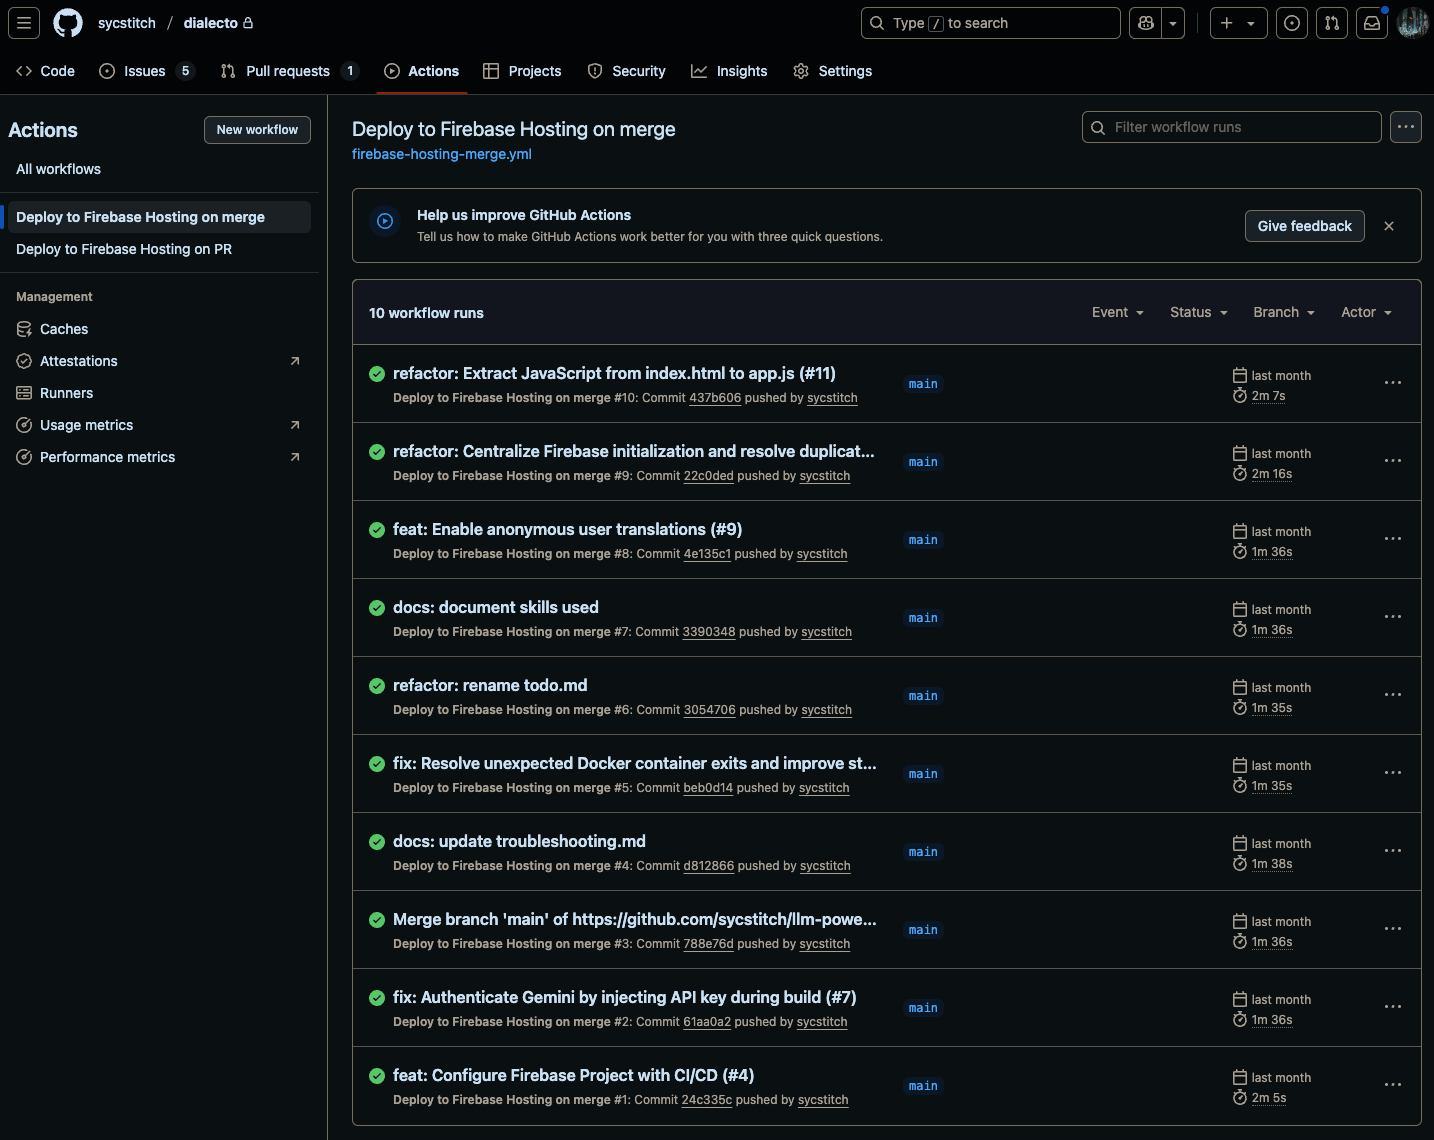 sycstitch / dialecto
Type / to search
Code
Issues 5
Pull requests 1
Actions
Projects
Security
Insights
Settings
Actions
New workflow
All workflows
Deploy to Firebase Hosting on merge
Deploy to Firebase Hosting on PR
Management
Caches
Attestations
Runners
Usage metrics
Performance metrics
Deploy to Firebase Hosting on merge
firebase-hosting-merge.yml
Filter workflow runs
Help us improve GitHub Actions
Tell us how to make GitHub Actions work better for you with three quick questions.
Give feedback
10 workflow runs
Event
Status
Branch
Actor
refactor: Extract JavaScript from index.html to app.js (#11)
Deploy to Firebase Hosting on merge #10: Commit 437b606 pushed by sycstitch
main
last month
2m 7s
refactor: Centralize Firebase initialization and resolve duplicat...
Deploy to Firebase Hosting on merge #9: Commit 22c0ded pushed by sycstitch
main
last month
2m 16s
feat: Enable anonymous user translations (#9)
Deploy to Firebase Hosting on merge #8: Commit 4e135c1 pushed by sycstitch
main
last month
1m 36s
docs: document skills used
Deploy to Firebase Hosting on merge #7: Commit 3390348 pushed by sycstitch
main
last month
1m 36s
refactor: rename todo.md
Deploy to Firebase Hosting on merge #6: Commit 3054706 pushed by sycstitch
main
last month
1m 35s
fix: Resolve unexpected Docker container exits and improve st...
Deploy to Firebase Hosting on merge #5: Commit beb0d14 pushed by sycstitch
main
last month
1m 35s
docs: update troubleshooting.md
Deploy to Firebase Hosting on merge #4: Commit d812866 pushed by sycstitch
main
last month
1m 38s
Merge branch 'main' of https://github.com/sycstitch/llm-powe...
Deploy to Firebase Hosting on merge #3: Commit 788e76d pushed by sycstitch
main
last month
1m 36s
fix: Authenticate Gemini by injecting API key during build (#7)
Deploy to Firebase Hosting on merge #2: Commit 61aa0a2 pushed by sycstitch
main
last month
1m 36s
feat: Configure Firebase Project with CI/CD (#4)
Deploy to Firebase Hosting on merge #1: Commit 24c335c pushed by sycstitch
main
last month
2m 5s